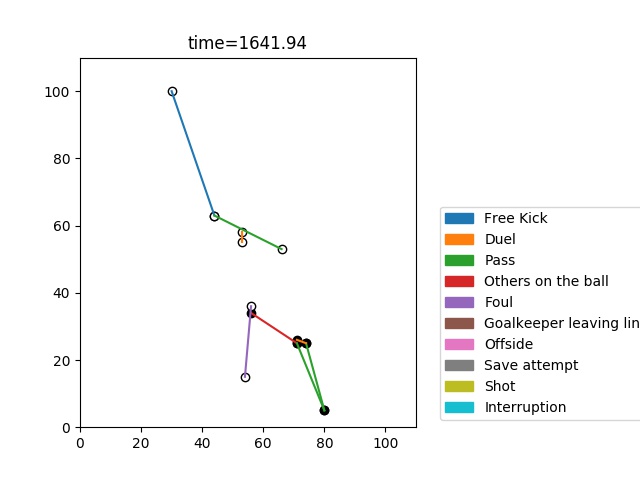 time=1641.94
100
80
60
40
20
0
0 20 40 60 80 100
Free Kick
Duel
Pass
Others on the ball
Foul
Goalkeeper leaving lin
Offside
Save attempt
Shot
Interruption